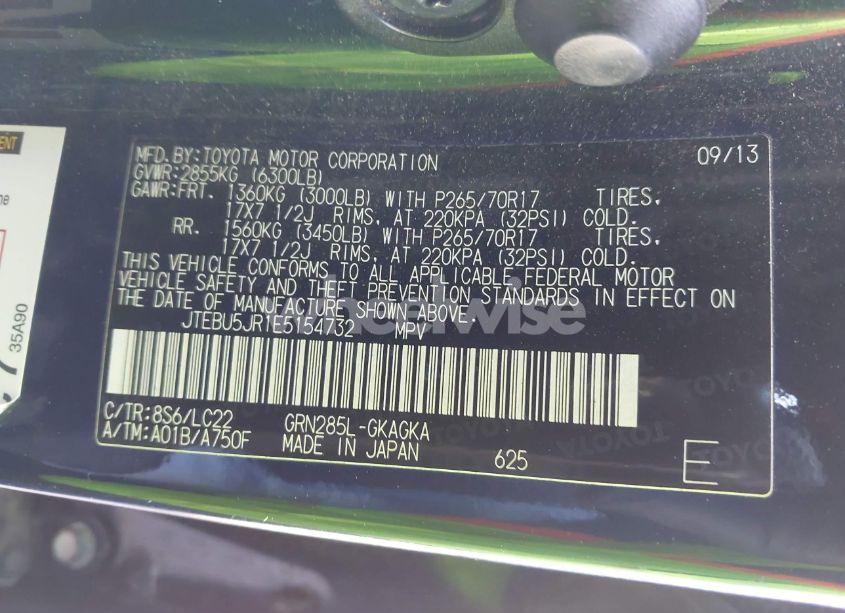 MFD.BY:TOYOTA MOTOR CORPORATION 09/13
GVWR:2855KG (6300LB)
GAWR:FRT. 1360KG (3000LB) WITH P265/70R17 TIRES,
17X7 1/2J RIMS, AT 220KPA (32PSI) COLD.
RR. 1560KG (3450LB) WITH P265/70R17 TIRES,
17X7 1/2J RIMS, AT 220KPA (32PSI) COLD.
THIS VEHICLE CONFORMS TO ALL APPLICABLE FEDERAL MOTOR
VEHICLE SAFETY AND THEFT PREVENTION STANDARDS IN EFFECT ON
THE DATE OF MANUFACTURE SHOWN ABOVE.
JTEBU5JR1E5154732 MPV
C/TR:8S6/LC22 GRN285L-GKAGKA
A/TM:A01B/A750F MADE IN JAPAN 625 E
35A90
TOYOTA